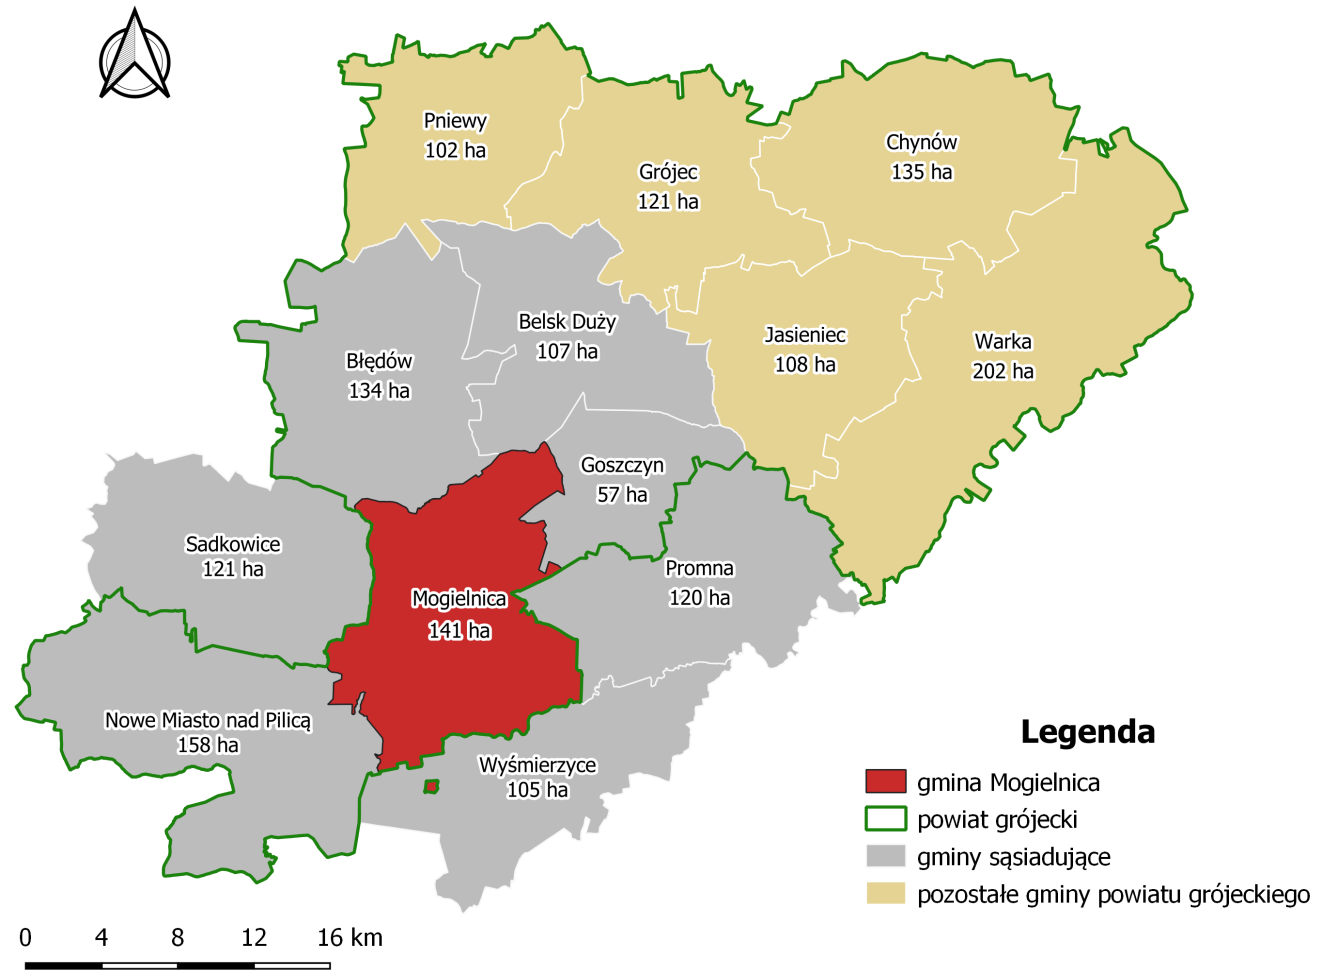 Pniewy
102 ha
Grójec
121 ha
Chynów
135 ha
Belsk Duży
107 ha
Jasieniec
108 ha
Warka
202 ha
Błędów
134 ha
Goszczyn
57 ha
Sadkowice
121 ha
Promna
120 ha
Mogielnica
141 ha
Nowe Miasto nad Pilicą
158 ha
Wyśmierzyce
105 ha
Legenda
gmina Mogielnica
powiat grójecki
gminy sąsiadujące
pozostałe gminy powiatu grójeckiego
0 4 8 12 16 km